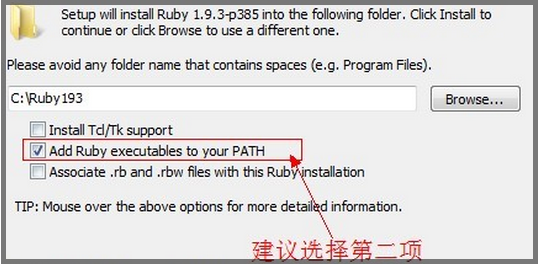 Setup will install Ruby 1.9.3-p385 into the following folder. Click Install to
continue or click Browse to use a different one.
Please avoid any folder name that contains spaces (e.g. Program Files).
C:\Ruby193
Browse...
Install Tcl/Tk support
Add Ruby executables to your PATH
Associate .rb and .rbw files with this Ruby installation
TIP: Mouse over the above options for more detailed information.
建议选择第二项